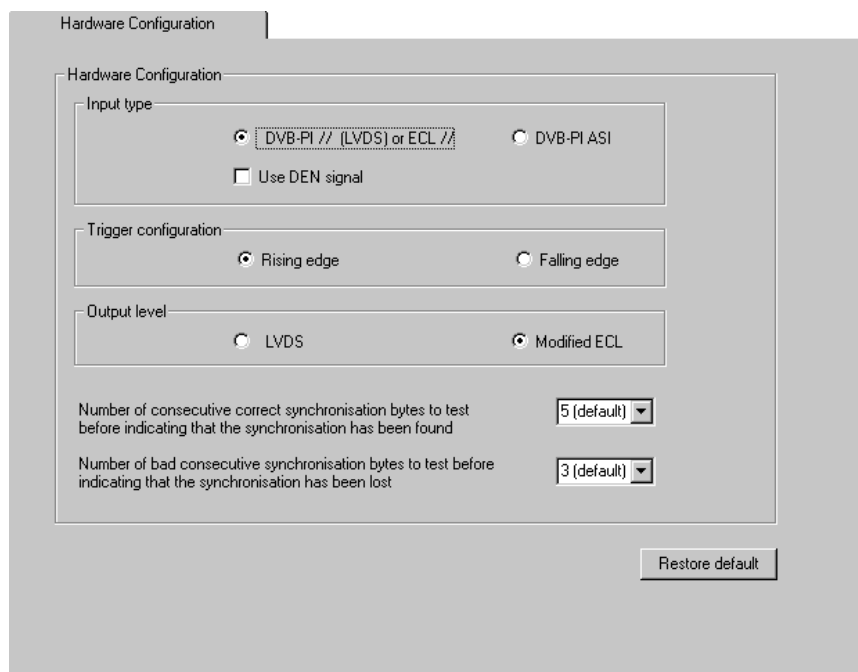 Hardware Configuration
Hardware Configuration
Input type
DVB-PI // (LVDS) or ECL // DVB-PI ASI
Use DEN signal
Trigger configuration
Rising edge Falling edge
Output level
LVDS Modified ECL
Number of consecutive correct synchronisation bytes to test 5 (default)
before indicating that the synchronisation has been found
Number of bad consecutive synchronisation bytes to test before 3 (default)
indicating that the synchronisation has been lost
Restore default